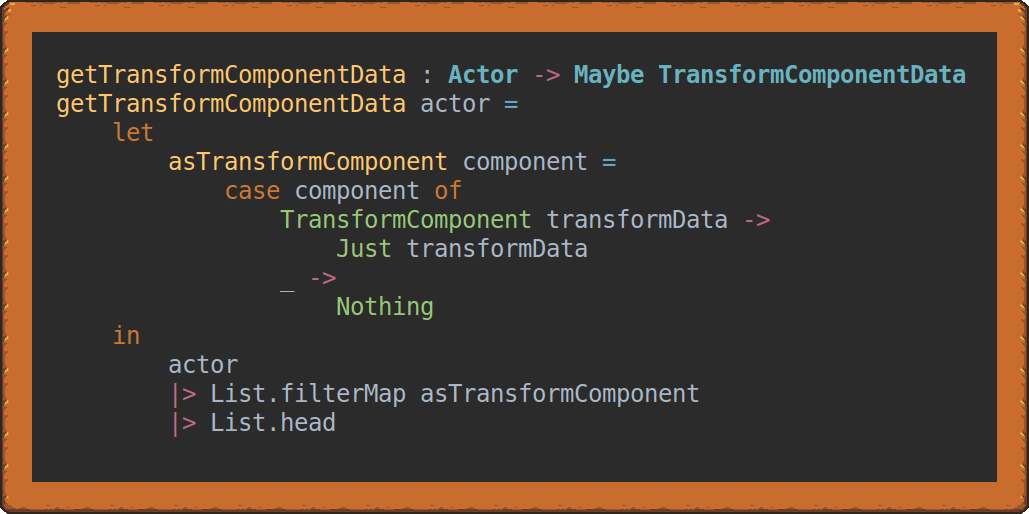 getTransformComponentData : Actor -> Maybe TransformComponentData
getTransformComponentData actor =
    let
        asTransformComponent component =
            case component of
                TransformComponent transformData ->
                    Just transformData
                _ ->
                    Nothing
    in
        actor
        |> List.filterMap asTransformComponent
        |> List.head